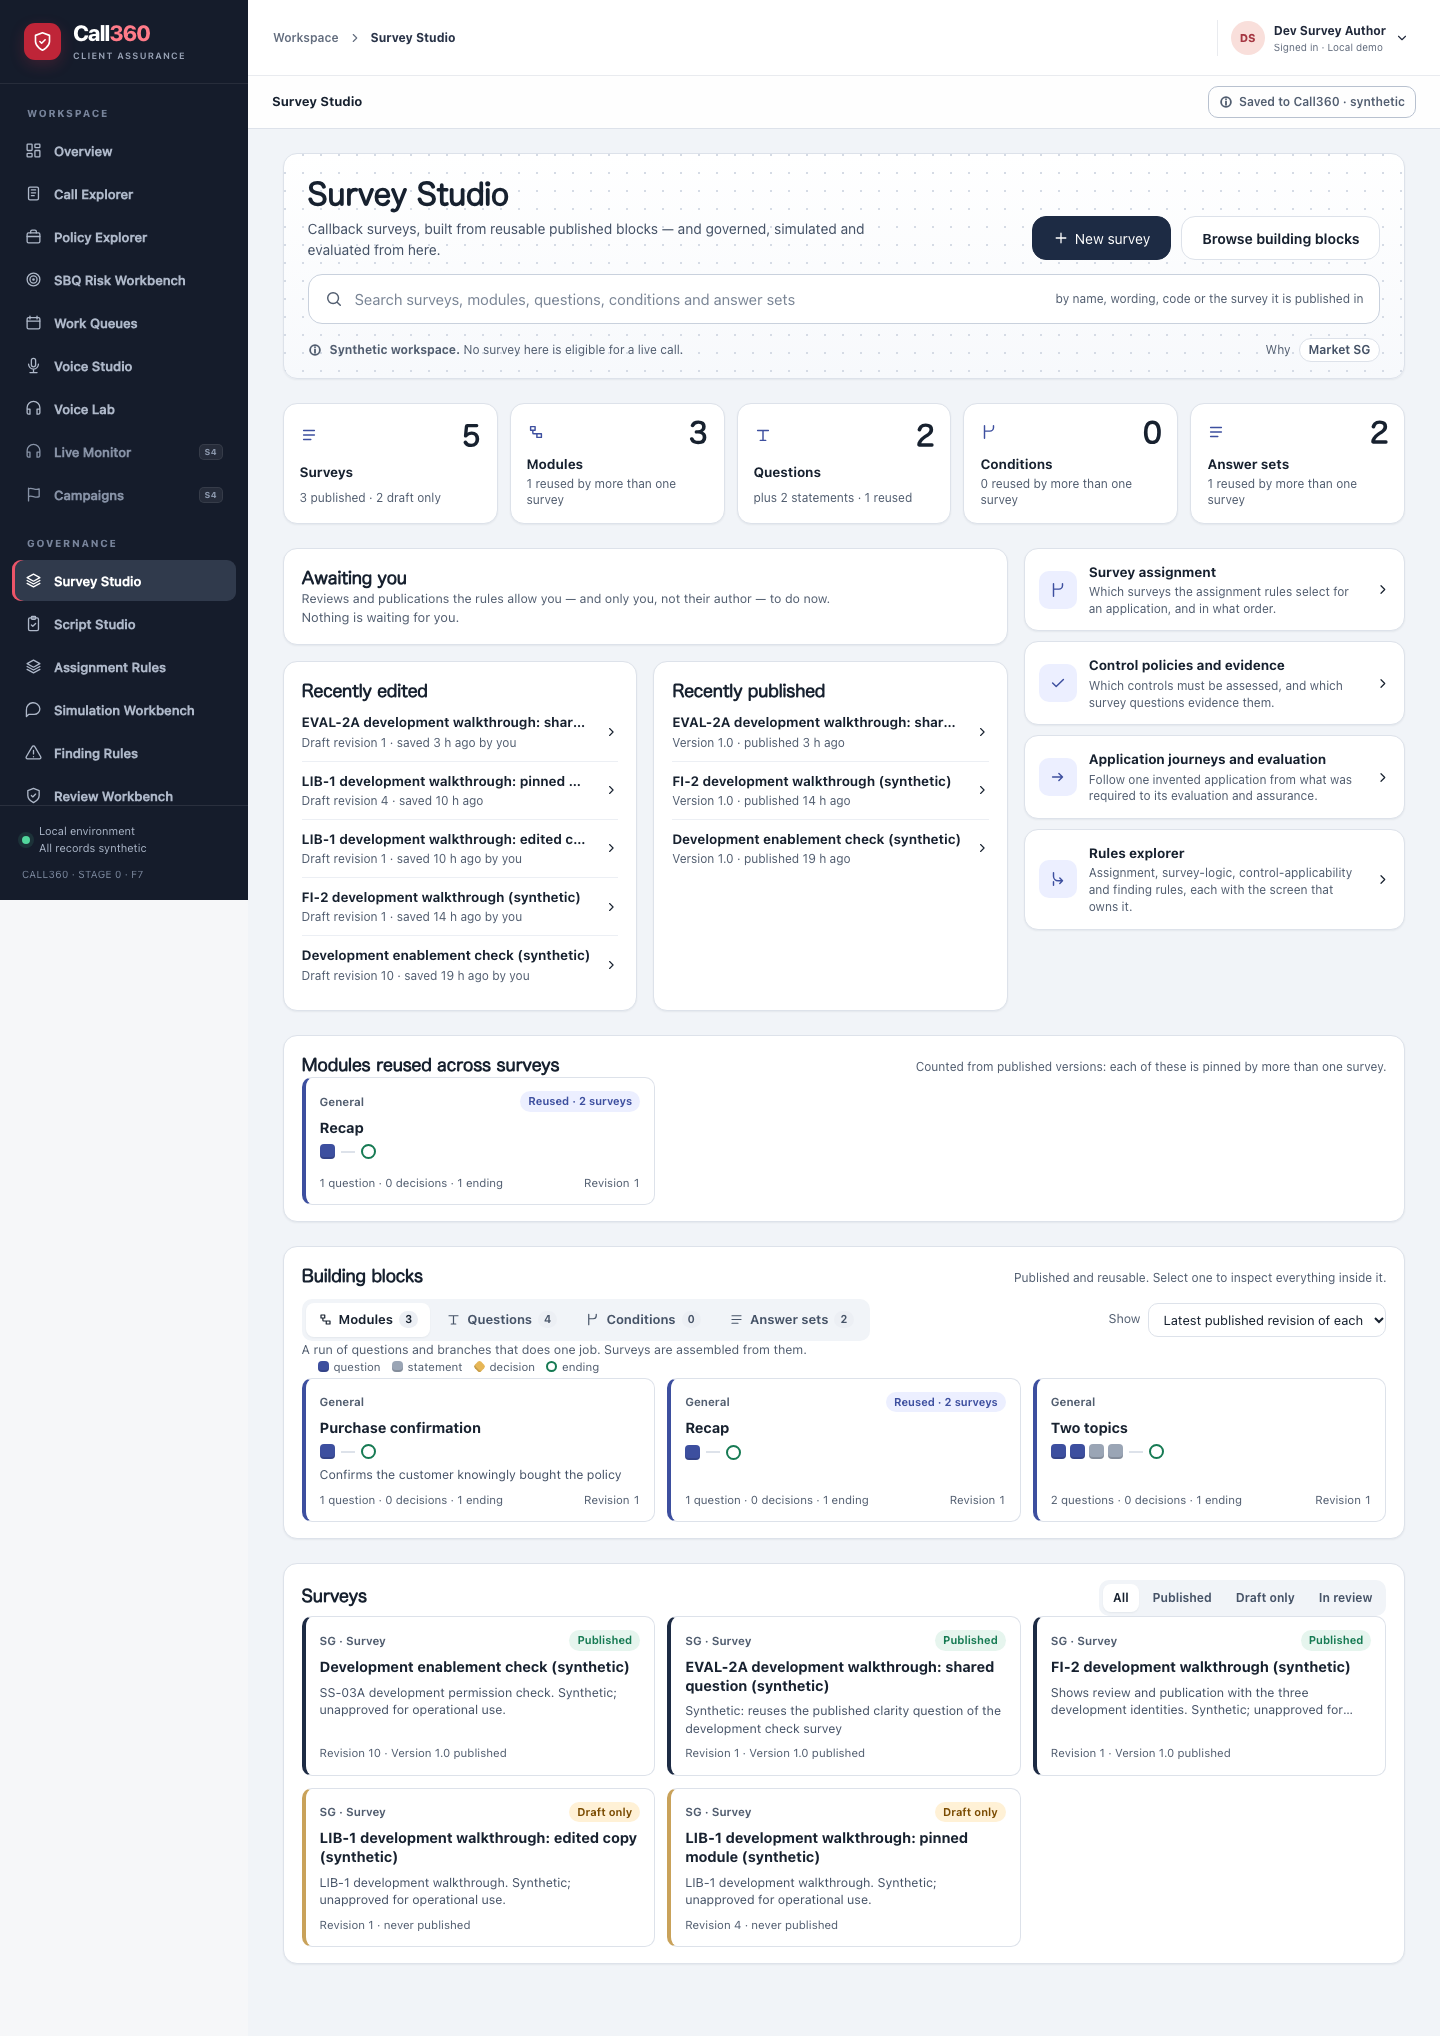 Call360
CLIENT ASSURANCE
WORKSPACE
Overview
Call Explorer
Policy Explorer
SBQ Risk Workbench
Work Queues
Voice Studio
Voice Lab
Live Monitor S4
Campaigns S4
GOVERNANCE
Survey Studio
Script Studio
Assignment Rules
Simulation Workbench
Finding Rules
Review Workbench
Local environment
All records synthetic
CALL360 · STAGE 0 · F7
Workspace > Survey Studio
DS
Dev Survey Author
Signed in · Local demo
Survey Studio
Saved to Call360 · synthetic
Survey Studio
Callback surveys, built from reusable published blocks — and governed, simulated and
evaluated from here.
+ New survey
Browse building blocks
Search surveys, modules, questions, conditions and answer sets
by name, wording, code or the survey it is published in
Synthetic workspace. No survey here is eligible for a live call.
Why
Market SG
5
Surveys
3 published · 2 draft only
3
Modules
1 reused by more than one
survey
2
Questions
plus 2 statements · 1 reused
0
Conditions
0 reused by more than one
survey
2
Answer sets
1 reused by more than one
survey
Awaiting you
Reviews and publications the rules allow you — and only you, not their author — to do now.
Nothing is waiting for you.
Recently edited
EVAL-2A development walkthrough: shar...
Draft revision 1 · saved 3 h ago by you
LIB-1 development walkthrough: pinned ...
Draft revision 4 · saved 10 h ago
LIB-1 development walkthrough: edited c...
Draft revision 1 · saved 10 h ago by you
FI-2 development walkthrough (synthetic)
Draft revision 1 · saved 14 h ago by you
Development enablement check (synthetic)
Draft revision 10 · saved 19 h ago by you
Recently published
EVAL-2A development walkthrough: shar...
Version 1.0 · published 3 h ago
FI-2 development walkthrough (synthetic)
Version 1.0 · published 14 h ago
Development enablement check (synthetic)
Version 1.0 · published 19 h ago
Survey assignment
Which surveys the assignment rules select for
an application, and in what order.
Control policies and evidence
Which controls must be assessed, and which
survey questions evidence them.
Application journeys and evaluation
Follow one invented application from what was
required to its evaluation and assurance.
Rules explorer
Assignment, survey-logic, control-applicability
and finding rules, each with the screen that
owns it.
Modules reused across surveys
Counted from published versions: each of these is pinned by more than one survey.
General
Reused · 2 surveys
Recap
1 question · 0 decisions · 1 ending
Revision 1
Building blocks
Published and reusable. Select one to inspect everything inside it.
Modules 3
Questions 4
Conditions 0
Answer sets 2
Show
Latest published revision of each
A run of questions and branches that does one job. Surveys are assembled from them.
question
statement
decision
ending
General
Purchase confirmation
Confirms the customer knowingly bought the policy
1 question · 0 decisions · 1 ending
Revision 1
General
Reused · 2 surveys
Recap
1 question · 0 decisions · 1 ending
Revision 1
General
Two topics
2 questions · 0 decisions · 1 ending
Revision 1
Surveys
All
Published
Draft only
In review
SG · Survey
Published
Development enablement check (synthetic)
SS-03A development permission check. Synthetic;
unapproved for operational use.
Revision 10 · Version 1.0 published
SG · Survey
Published
EVAL-2A development walkthrough: shared
question (synthetic)
Synthetic: reuses the published clarity question of the
development check survey
Revision 1 · Version 1.0 published
SG · Survey
Published
FI-2 development walkthrough (synthetic)
Shows review and publication with the three
development identities. Synthetic; unapproved for...
Revision 1 · Version 1.0 published
SG · Survey
Draft only
LIB-1 development walkthrough: edited copy
(synthetic)
LIB-1 development walkthrough. Synthetic;
unapproved for operational use.
Revision 1 · never published
SG · Survey
Draft only
LIB-1 development walkthrough: pinned
module (synthetic)
LIB-1 development walkthrough. Synthetic;
unapproved for operational use.
Revision 4 · never published